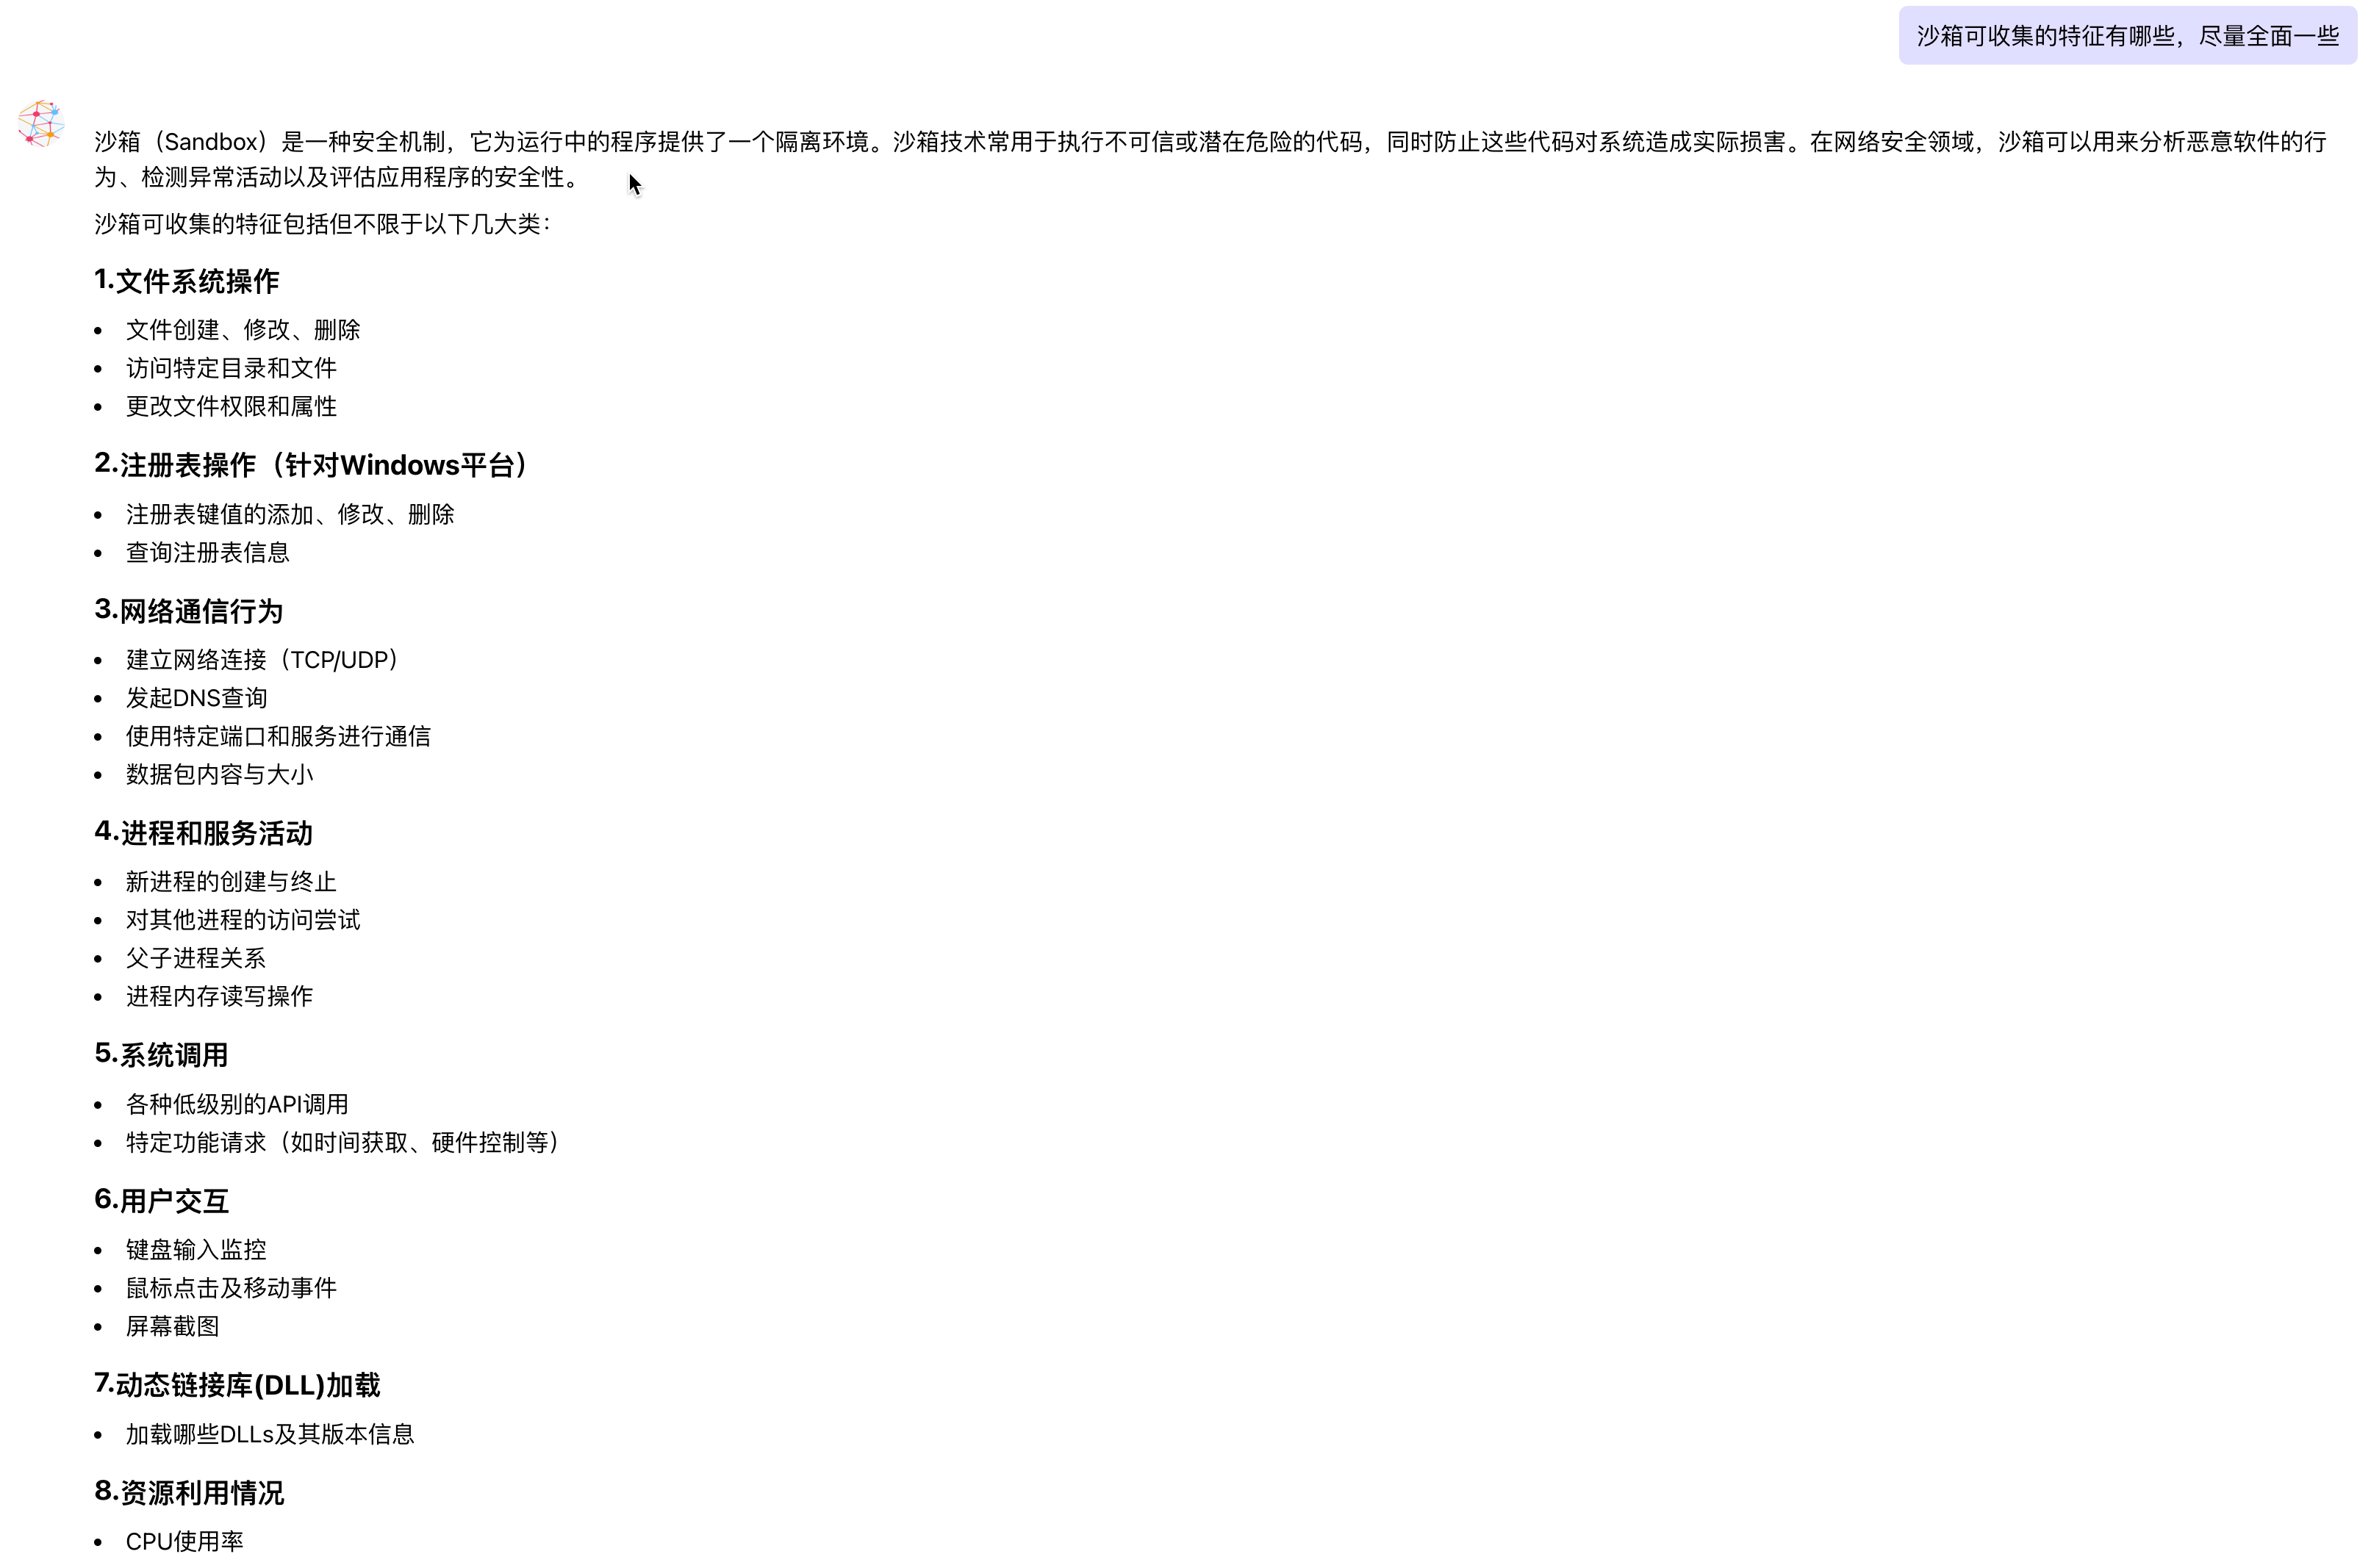 沙箱可收集的特征有哪些，尽量全面一些
沙箱（Sandbox）是一种安全机制，它为运行中的程序提供了一个隔离环境。沙箱技术常用于执行不可信或潜在危险的代码，同时防止这些代码对系统造成实际损害。在网络安全领域，沙箱可以用来分析恶意软件的行
为、检测异常活动以及评估应用程序的安全性。
沙箱可收集的特征包括但不限于以下几大类：
1.文件系统操作
• 文件创建、修改、删除
• 访问特定目录和文件
• 更改文件权限和属性
2.注册表操作（针对Windows平台）
• 注册表键值的添加、修改、删除
• 查询注册表信息
3.网络通信行为
• 建立网络连接（TCP/UDP）
• 发起DNS查询
• 使用特定端口和服务进行通信
• 数据包内容与大小
4.进程和服务活动
• 新进程的创建与终止
• 对其他进程的访问尝试
• 父子进程关系
• 进程内存读写操作
5.系统调用
• 各种低级别的API调用
• 特定功能请求（如时间获取、硬件控制等）
6.用户交互
• 键盘输入监控
• 鼠标点击及移动事件
• 屏幕截图
7.动态链接库(DLL)加载
• 加载哪些DLLs及其版本信息
8.资源利用情况
• CPU使用率